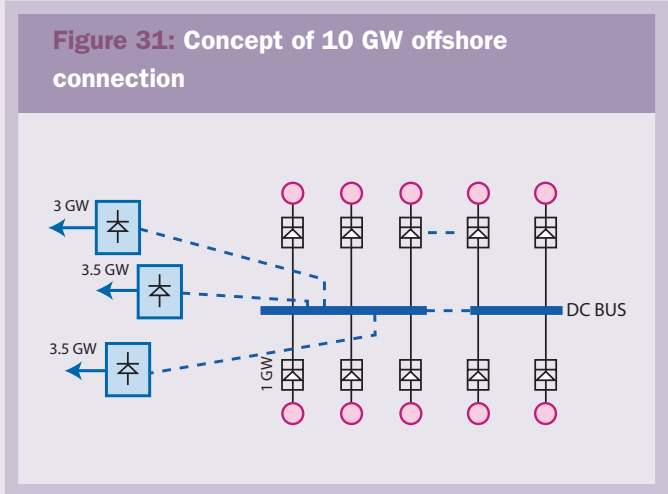 Figure 31: Concept of 10 GW offshore
connection
3 GW
3.5 GW
3.5 GW
1 GW
DC BUS